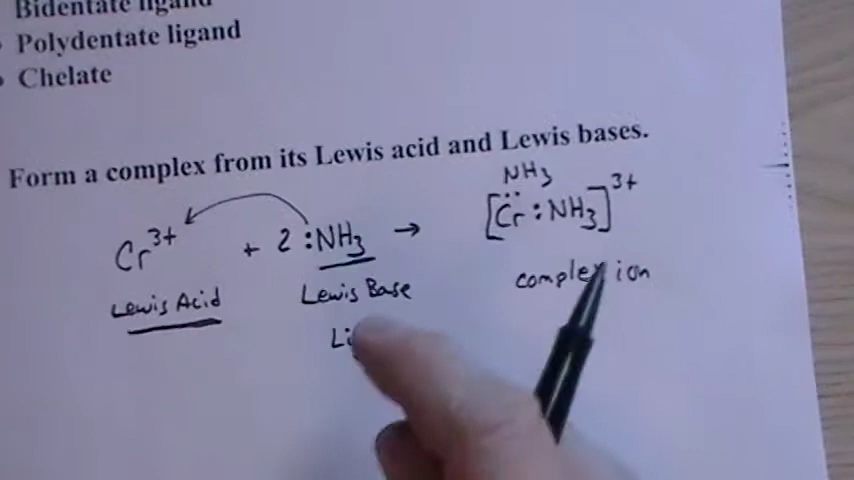 Bidentate ligand
Polydentate ligand
Chelate
Form a complex from its Lewis acid and Lewis bases.
NH3
Cr3+ + 2 :NH3 → [Cr:NH3]3+
Lewis Acid Lewis Base complex ion
Li